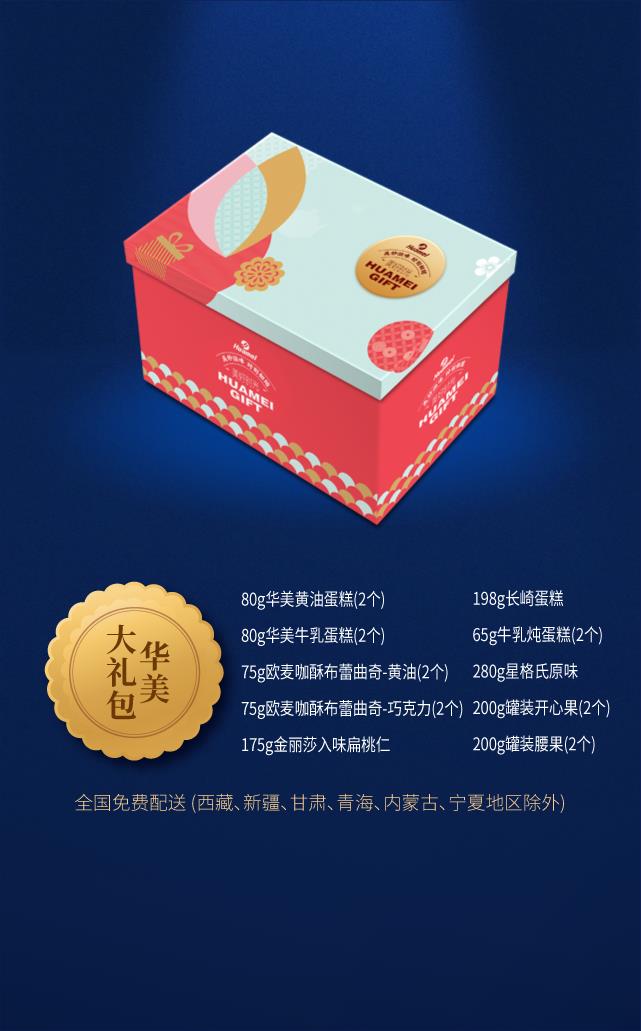 Huamei
HUAMEI
GIFT
Huamei
HUAMEI
GIFT
HUAMEI
GIFT
华美
大礼包
80g华美黄油蛋糕(2个)
80g华美牛乳蛋糕(2个)
75g欧麦咖酥布蕾曲奇-黄油(2个)
75g欧麦咖酥布蕾曲奇-巧克力(2个)
175g金丽莎入味扁桃仁
198g长崎蛋糕
65g牛乳炖蛋糕(2个)
280g星格氏原味
200g罐装开心果(2个)
200g罐装腰果(2个)
全国免费配送 (西藏、新疆、甘肃、青海、内蒙古、宁夏地区除外)